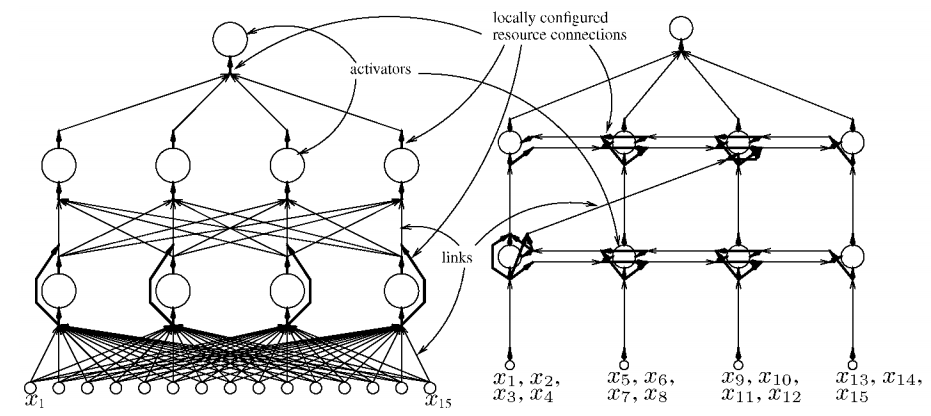 locally configured
resource connections
activators
links
x1
x15
x1, x2,
x3, x4
x5, x6,
x7, x8
x9, x10,
x11, x12
x13, x14,
x15